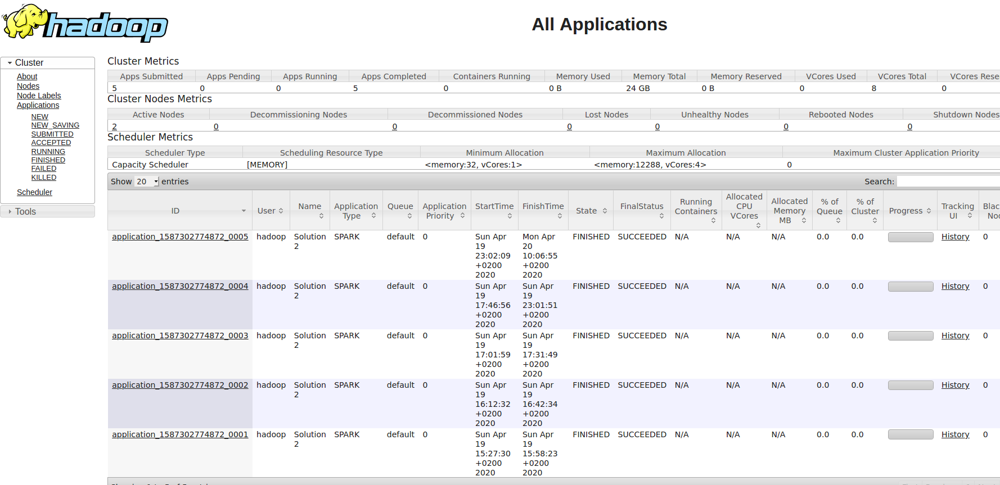 hadoop
All Applications
Cluster
About
Nodes
Node Labels
Applications
NEW
NEW_SAVING
SUBMITTED
ACCEPTED
RUNNING
FINISHED
FAILED
KILLED
Scheduler
Tools
Cluster Metrics
Apps Submitted Apps Pending Apps Running Apps Completed Containers Running Memory Used Memory Total Memory Reserved VCores Used VCores Total VCores Rese
5 0 0 5 0 0 B 24 GB 0 B 0 8 0
Cluster Nodes Metrics
Active Nodes Decommissioning Nodes Decommissioned Nodes Lost Nodes Unhealthy Nodes Rebooted Nodes Shutdown Nodes
2 0 0 0 0 0 0
Scheduler Metrics
Scheduler Type Scheduling Resource Type Minimum Allocation Maximum Allocation Maximum Cluster Application Priority
Capacity Scheduler [MEMORY] <memory:32, vCores:1> <memory:12288, vCores:4> 0
Show 20 entries Search:
ID User Name Application Type Queue Application Priority StartTime FinishTime State FinalStatus Running Containers Allocated CPU VCores Allocated Memory MB % of Queue % of Cluster Progress Tracking UI Blac Noc
application_1587302774872_0005 hadoop Solution 2 SPARK default 0 Sun Apr 19 23:02:09 +0200 2020 Mon Apr 20 10:06:55 +0200 2020 FINISHED SUCCEEDED N/A N/A N/A 0.0 0.0 History 0
application_1587302774872_0004 hadoop Solution 2 SPARK default 0 Sun Apr 19 17:46:56 +0200 2020 Sun Apr 19 23:01:51 +0200 2020 FINISHED SUCCEEDED N/A N/A N/A 0.0 0.0 History 0
application_1587302774872_0003 hadoop Solution 2 SPARK default 0 Sun Apr 19 17:01:59 +0200 2020 Sun Apr 19 17:31:49 +0200 2020 FINISHED SUCCEEDED N/A N/A N/A 0.0 0.0 History 0
application_1587302774872_0002 hadoop Solution 2 SPARK default 0 Sun Apr 19 16:12:32 +0200 2020 Sun Apr 19 16:42:34 +0200 2020 FINISHED SUCCEEDED N/A N/A N/A 0.0 0.0 History 0
application_1587302774872_0001 hadoop Solution 2 SPARK default 0 Sun Apr 19 15:27:30 +0200 2020 Sun Apr 19 15:58:23 +0200 2020 FINISHED SUCCEEDED N/A N/A N/A 0.0 0.0 History 0